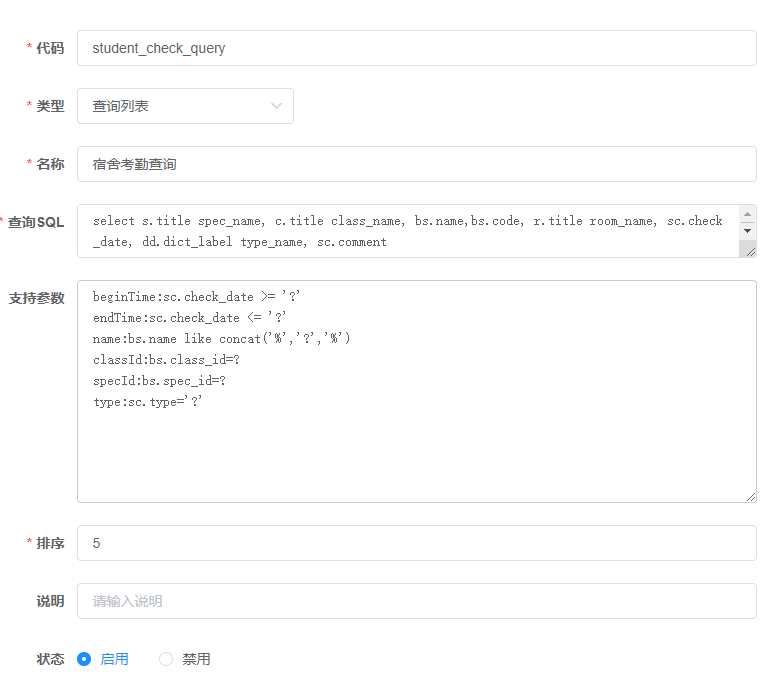 * 代码 student_check_query
* 类型 查询列表
* 名称 宿舍考勤查询
* 查询SQL select s.title spec_name, c.title class_name, bs.name,bs.code, r.title room_name, sc.check
_date, dd.dict_label type_name, sc.comment
支持参数 beginTime:sc.check_date >= '?'
endTime:sc.check_date <= '?'
name:bs.name like concat('%','?','%')
classId:bs.class_id=?
specId:bs.spec_id=?
type:sc.type='?'
* 排序 5
说明 请输入说明
状态 启用 禁用